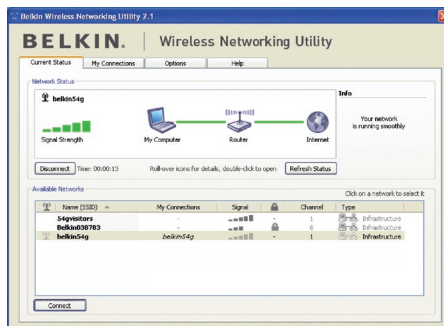 Belkin Wireless Networking Utility 2.1
BELKIN. Wireless Networking Utility
Current Status My Connections Options Help
Network Status
belkin54g
Signal Strength
My Computer Router Internet
Info
Your network
is running smoothly
Disconnect Time: 00:00:13 Roll-over icons for details, double-click to open Refresh Status
Available Networks
Click on a network to select it
Name (SSID) My Connections Signal Channel Type
54gvisitors - - 1 Infrastructure
Belkin038783 - 6 Infrastructure
belkin54g belkin54g - 1 Infrastructure
Connect